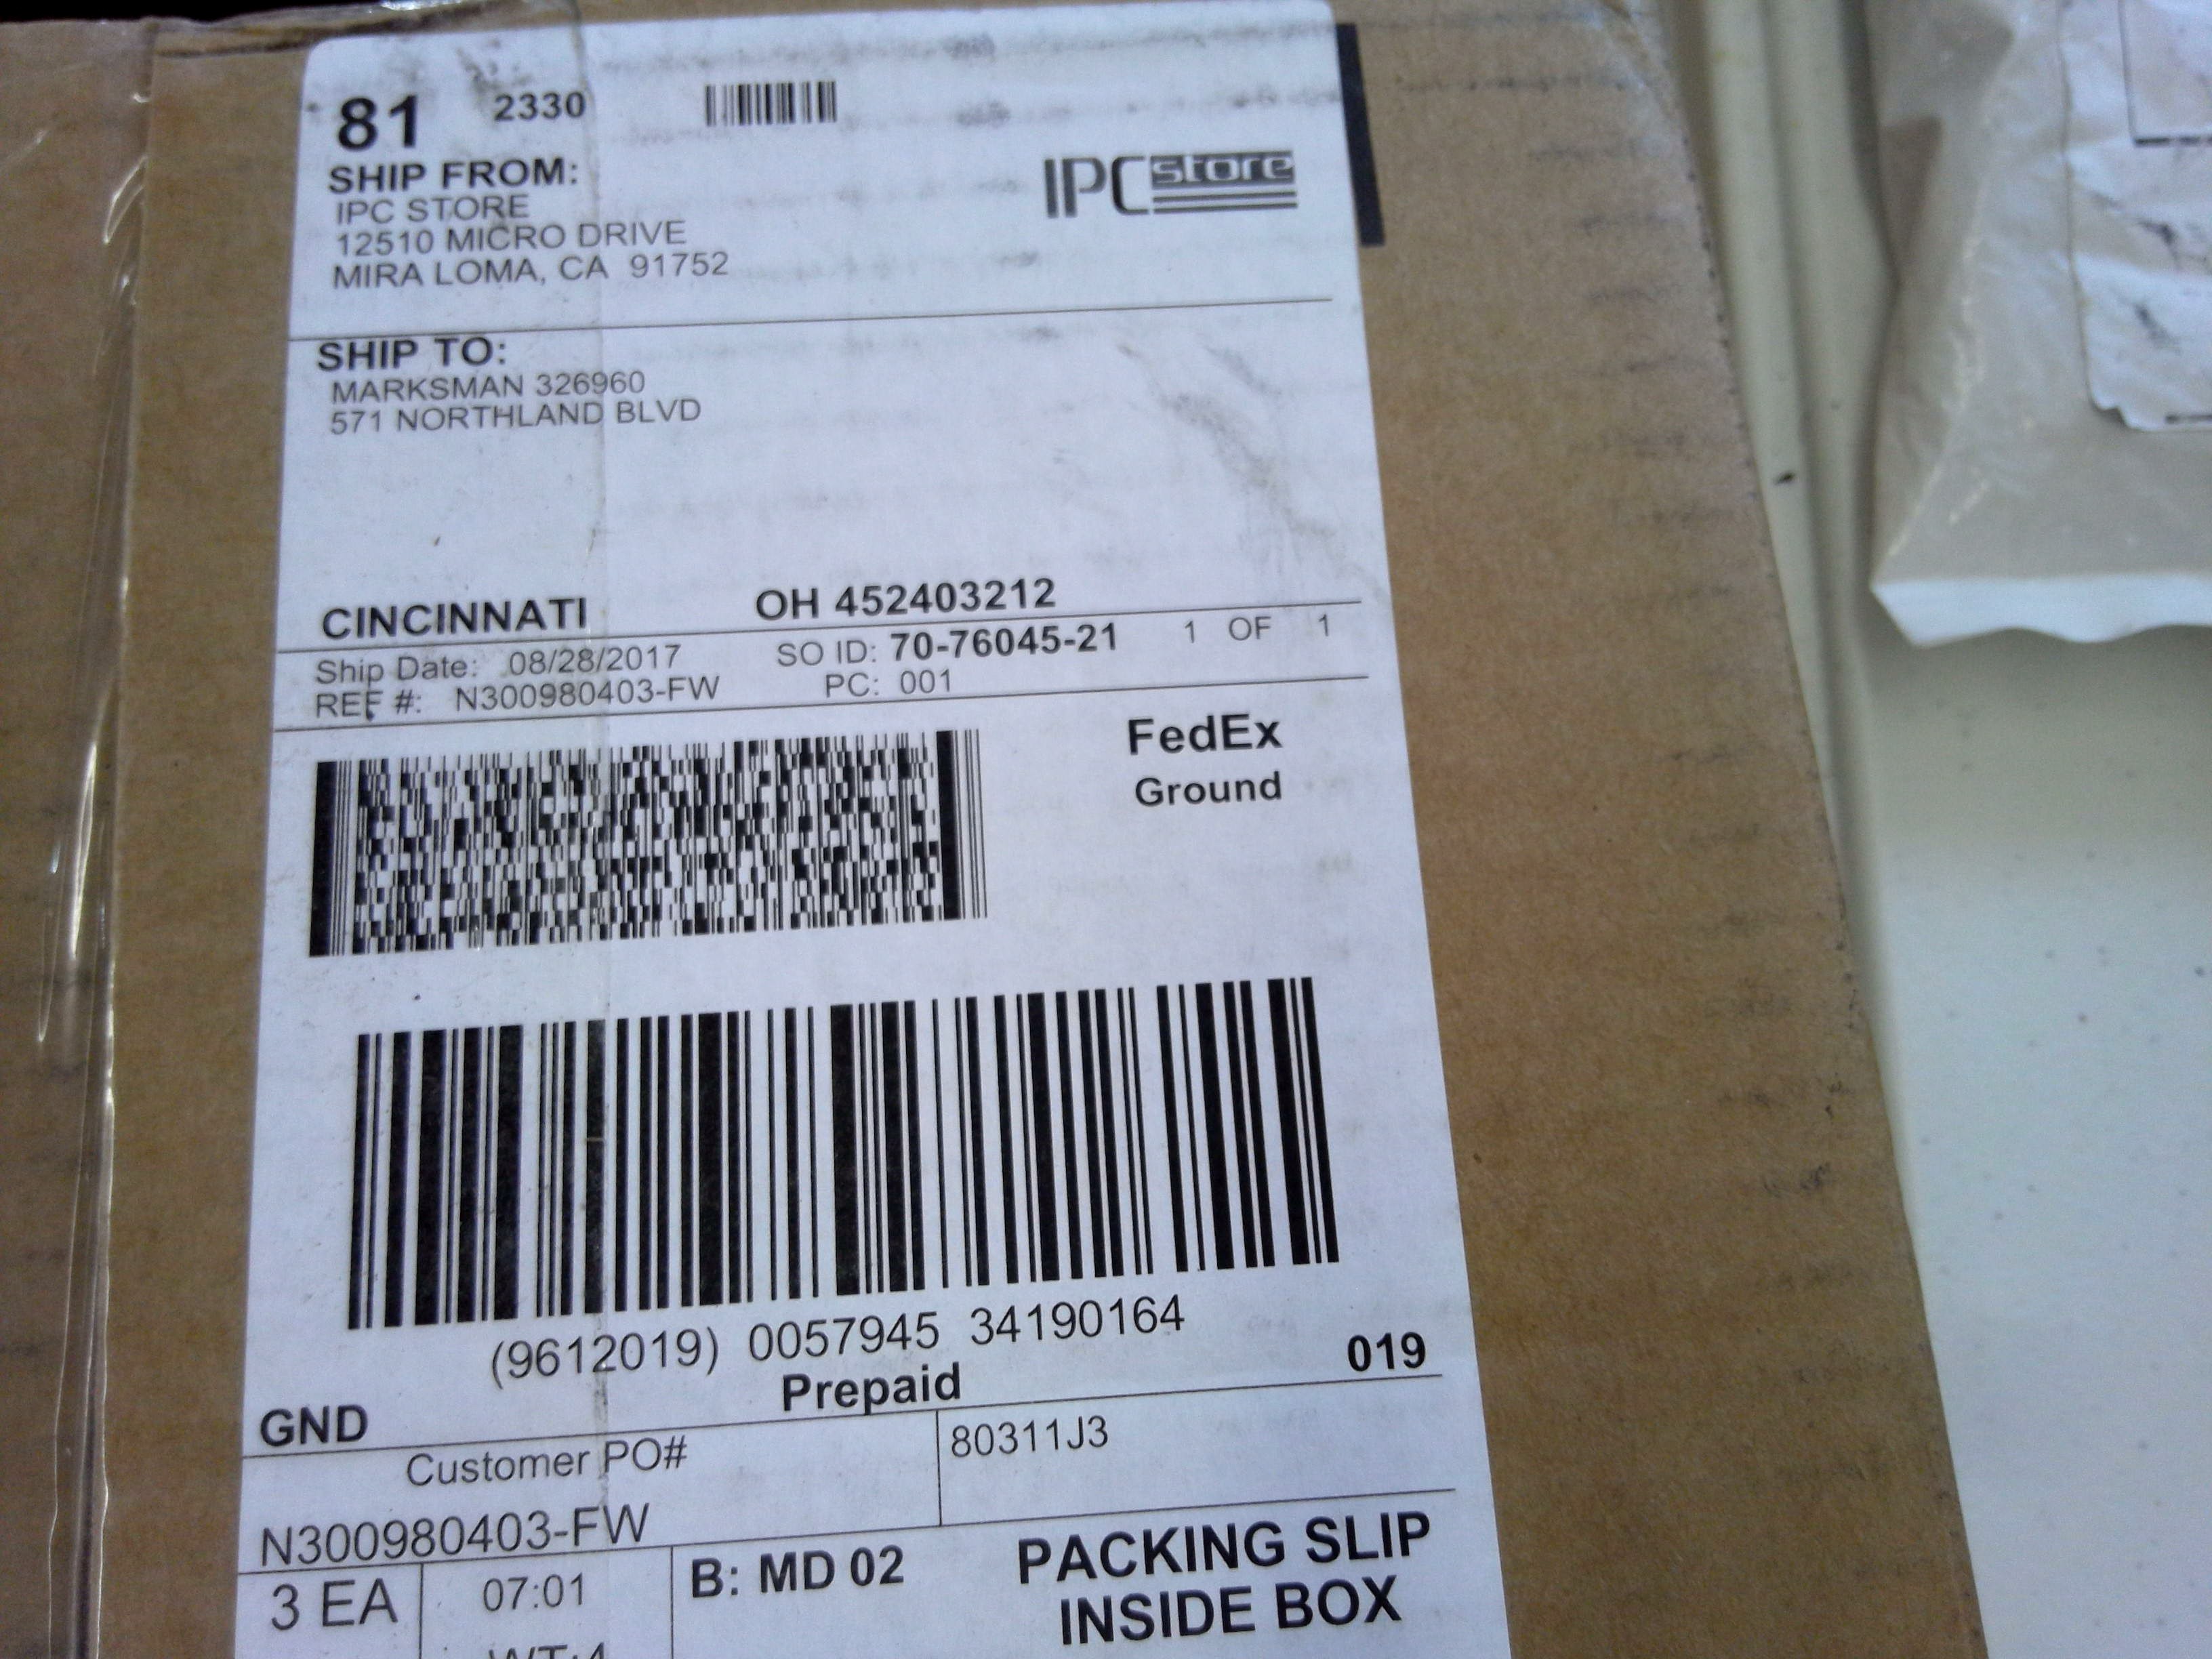 81 2330
SHIP FROM:
IPC STORE
12510 MICRO DRIVE
MIRA LOMA, CA 91752
IPC store
SHIP TO:
MARKSMAN 326960
571 NORTHLAND BLVD
CINCINNATI OH 452403212
Ship Date: 08/28/2017 SO ID: 70-76045-21 1 OF 1
REF #: N300980403-FW PC: 001
FedEx
Ground
(9612019) 0057945 34190164
GND Prepaid 019
Customer PO# 80311J3
N300980403-FW
3 EA 07:01 B: MD 02 PACKING SLIP
INSIDE BOX
WT:4